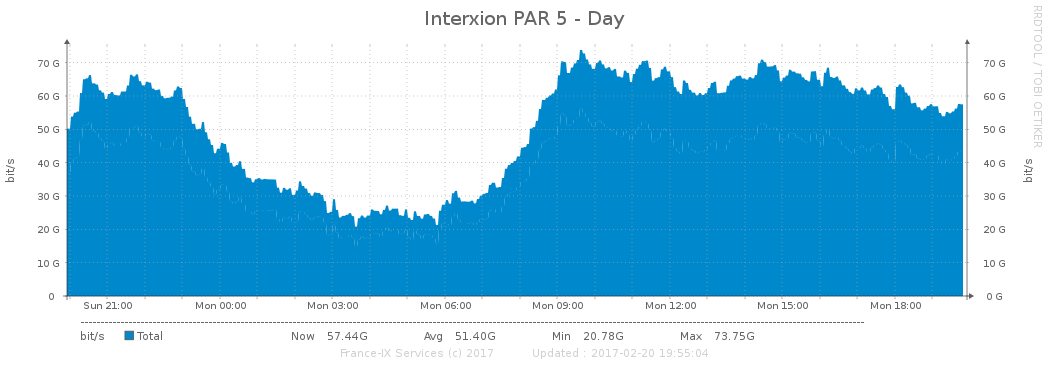 Interxion PAR 5 - Day
RRDTOOL / TOBI OETIKER
bit/s
70 G 70 G
60 G 60 G
50 G 50 G
40 G 40 G
30 G 30 G
20 G 20 G
10 G 10 G
0 0 G
bit/s
Sun 21:00 Mon 00:00 Mon 03:00 Mon 06:00 Mon 09:00 Mon 12:00 Mon 15:00 Mon 18:00
bit/s Total Now 57.44G Avg 51.40G Min 20.78G Max 73.75G
France-IX Services (c) 2017 Updated : 2017-02-20 19:55:04